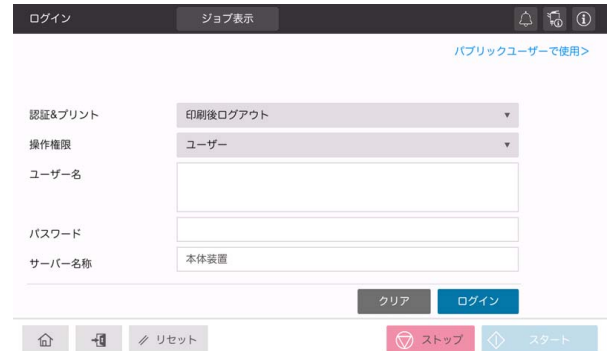 ログイン ジョブ表示
パブリックユーザーで使用>
認証&プリント 印刷後ログアウト
操作権限 ユーザー
ユーザー名
パスワード
サーバー名称 本体装置
クリア ログイン
リセット ストップ スタート